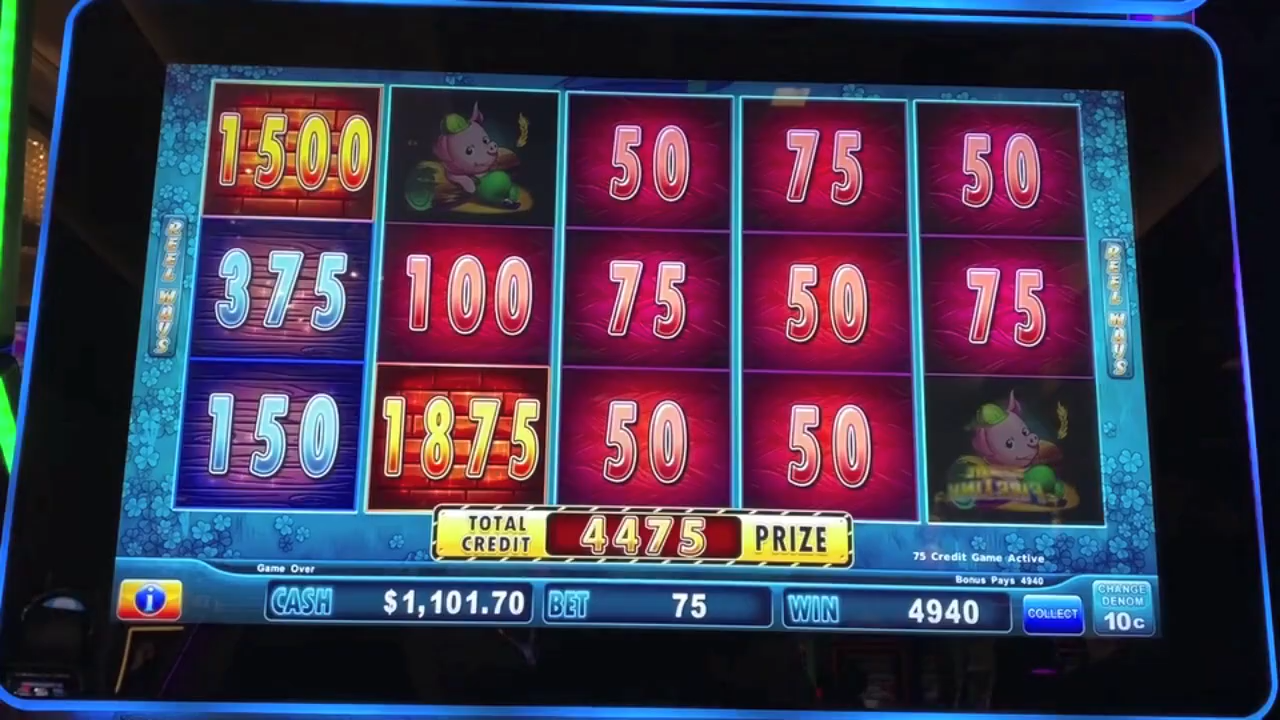 1500
50
75
50
375
100
75
50
75
150
1875
50
50
REEL WAYS
REEL WAYS
TOTAL CREDIT 4475 PRIZE
75 Credit Game Active
Game Over
Bonus Pays 4940
CASH $1,101.70 BET 75 WIN 4940
COLLECT
CHANGE
DENOM
10c